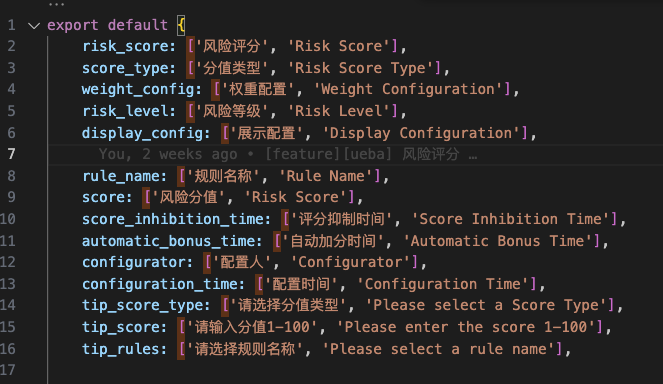 ...
1 export default {
2 risk_score: ['风险评分', 'Risk Score'],
3 score_type: ['分值类型', 'Risk Score Type'],
4 weight_config: ['权重配置', 'Weight Configuration'],
5 risk_level: ['风险等级', 'Risk Level'],
6 display_config: ['展示配置', 'Display Configuration'],
7 You, 2 weeks ago • [feature][ueba] 风险评分 …
8 rule_name: ['规则名称', 'Rule Name'],
9 score: ['风险分值', 'Risk Score'],
10 score_inhibition_time: ['评分抑制时间', 'Score Inhibition Time'],
11 automatic_bonus_time: ['自动加分时间', 'Automatic Bonus Time'],
12 configurator: ['配置人', 'Configurator'],
13 configuration_time: ['配置时间', 'Configuration Time'],
14 tip_score_type: ['请选择分值类型', 'Please select a Score Type'],
15 tip_score: ['请输入分值1-100', 'Please enter the score 1-100'],
16 tip_rules: ['请选择规则名称', 'Please select a rule name'],
17